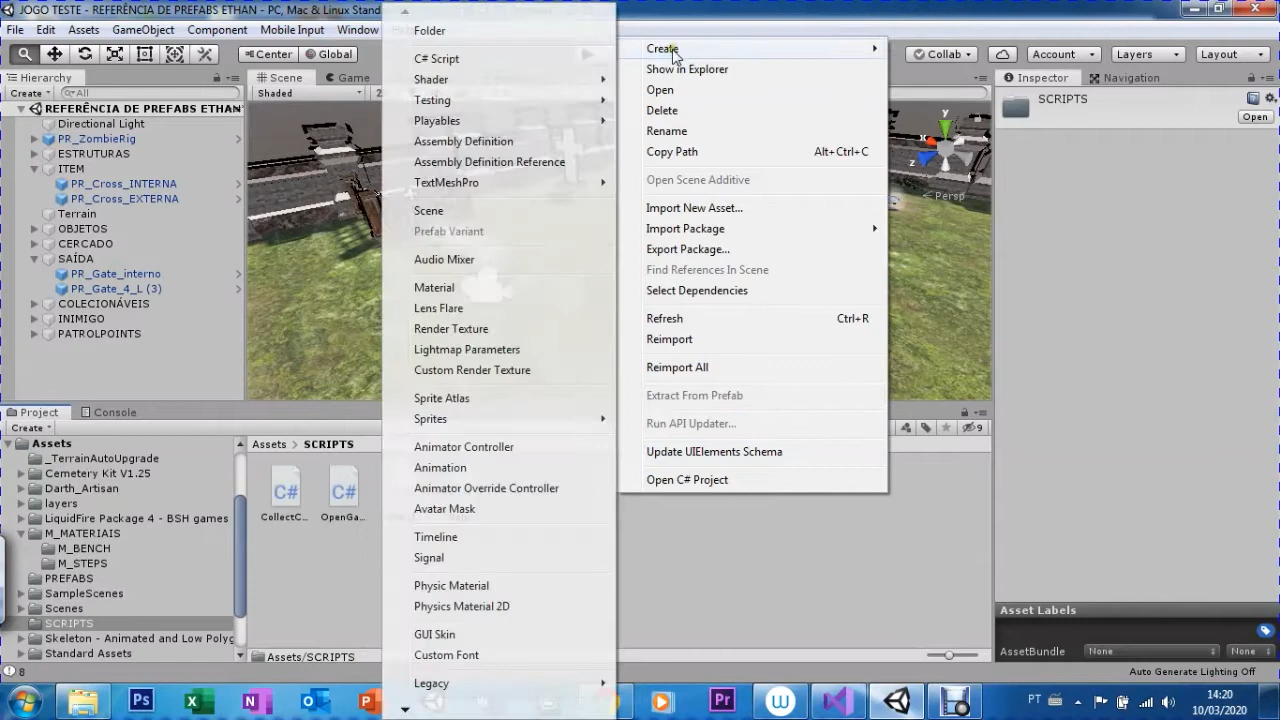 JOGO TESTE - REFERÊNCIA DE PREFABS ETHAN - PC, Mac & Linux Stand
File Edit Assets GameObject Component Mobile Input Window
Center Global
Collab Account Layers Layout
Hierarchy
Create All
REFERÊNCIA DE PREFABS ETHAN
Directional Light
PR_ZombieRig
ESTRUTURAS
ITEM
PR_Cross_INTERNA
PR_Cross_EXTERNA
Terrain
OBJETOS
CERCADO
SAÍDA
PR_Gate_interno
PR_Gate_4_L (3)
COLECIONÁVEIS
INIMIGO
PATROLPOINTS
Scene Game
Shaded 2
Folder
C# Script
Shader
Testing
Playables
Assembly Definition
Assembly Definition Reference
TextMeshPro
Scene
Prefab Variant
Audio Mixer
Material
Lens Flare
Render Texture
Lightmap Parameters
Custom Render Texture
Sprite Atlas
Sprites
Animator Controller
Animation
Animator Override Controller
Avatar Mask
Timeline
Signal
Physic Material
Physics Material 2D
GUI Skin
Custom Font
Legacy
Create
Show in Explorer
Open
Delete
Rename
Copy Path Alt+Ctrl+C
Open Scene Additive
Import New Asset...
Import Package
Export Package...
Find References In Scene
Select Dependencies
Refresh Ctrl+R
Reimport
Reimport All
Extract From Prefab
Run API Updater...
Update UIElements Schema
Open C# Project
y
x
z
Persp
Inspector Navigation
SCRIPTS
Open
Project Console
Create
9
Assets
_TerrainAutoUpgrade
Cemetery Kit V1.25
Darth_Artisan
layers
LiquidFire Package 4 - BSH games
M_MATERIAIS
M_BENCH
M_STEPS
PREFABS
SampleScenes
Scenes
SCRIPTS
Skeleton - Animated and Low Polyg
Standard Assets
Assets SCRIPTS
C# C#
CollectC... OpenGa...
Assets/SCRIPTS
Asset Labels
AssetBundle None None
8
Auto Generate Lighting Off
Ps Pr W
PT
14:20
10/03/2020